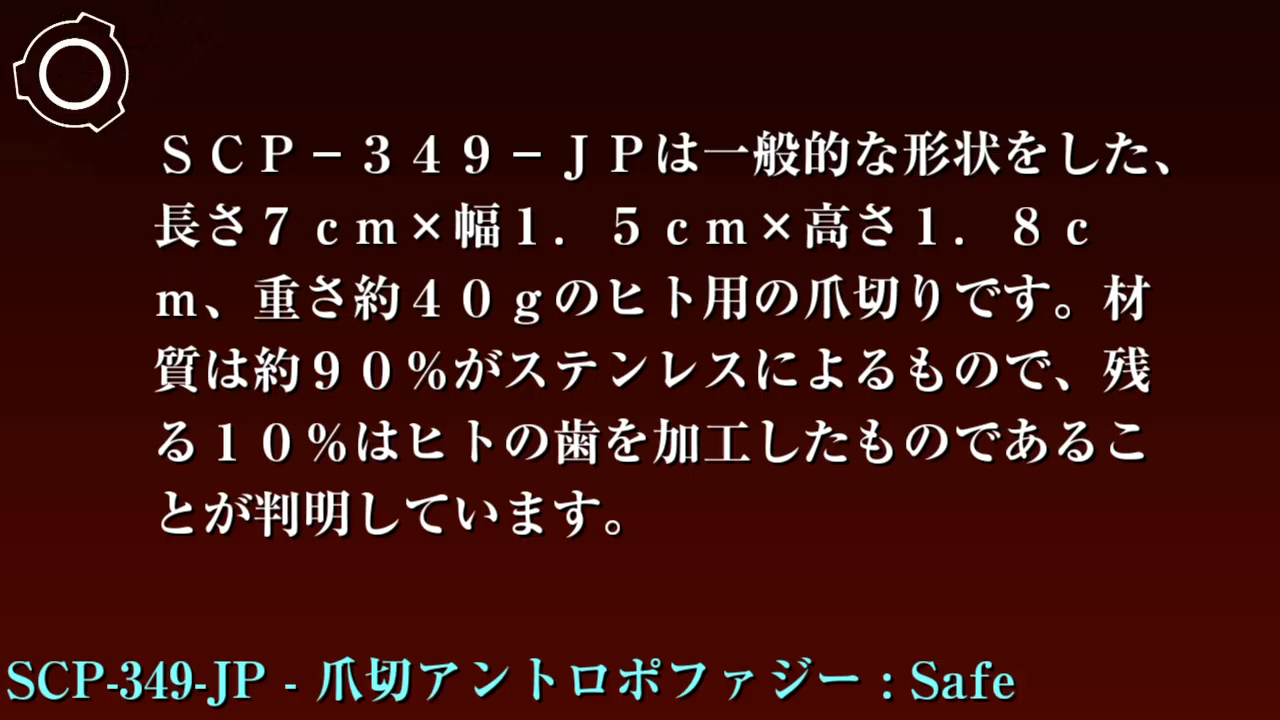 ＳＣＰ－３４９－ＪＰは一般的な形状をした、
長さ７ｃｍ×幅１．５ｃｍ×高さ１．８ｃ
ｍ、重さ約４０ｇのヒト用の爪切りです。材
質は約９０％がステンレスによるもので、残
る１０％はヒトの歯を加工したものであるこ
とが判明しています。
SCP-349-JP - 爪切アントロポファジー : Safe